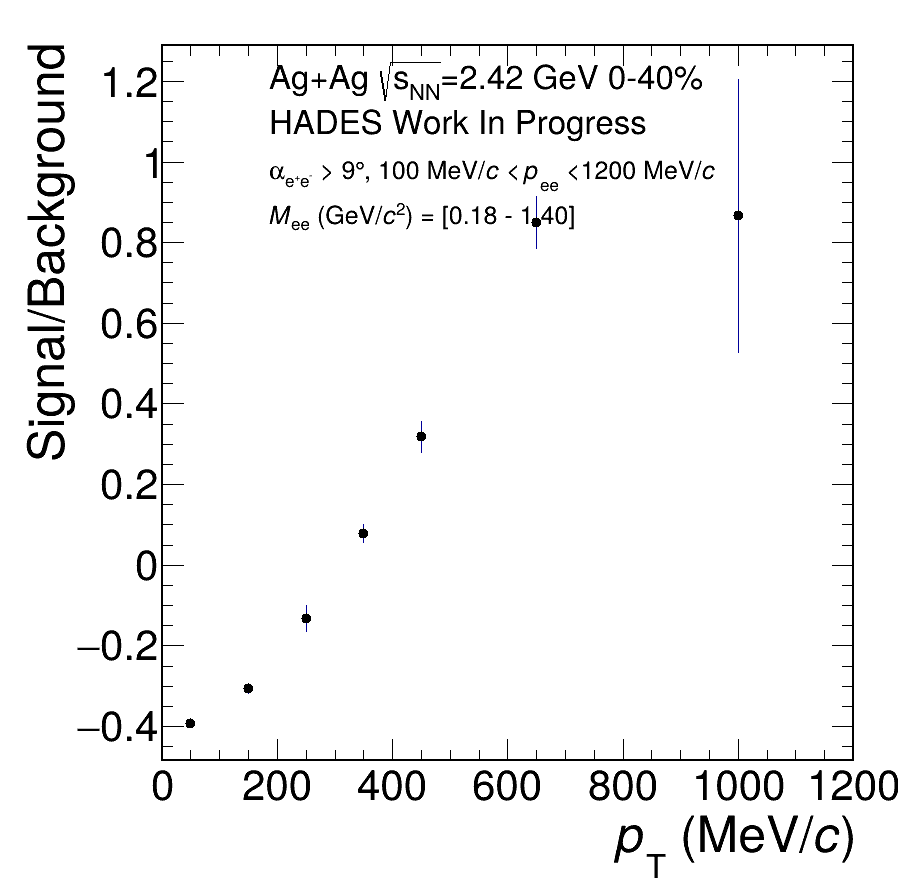 Signal/Background
1.2
1
0.8
0.6
0.4
0.2
0
−0.2
−0.4
Ag+Ag √sNN=2.42 GeV 0-40%
HADES Work In Progress
αe+e- > 9°, 100 MeV/c <pee <1200 MeV/c
Mee (GeV/c²) = [0.18 - 1.40]
0 200 400 600 800 1000 1200
pT (MeV/c)